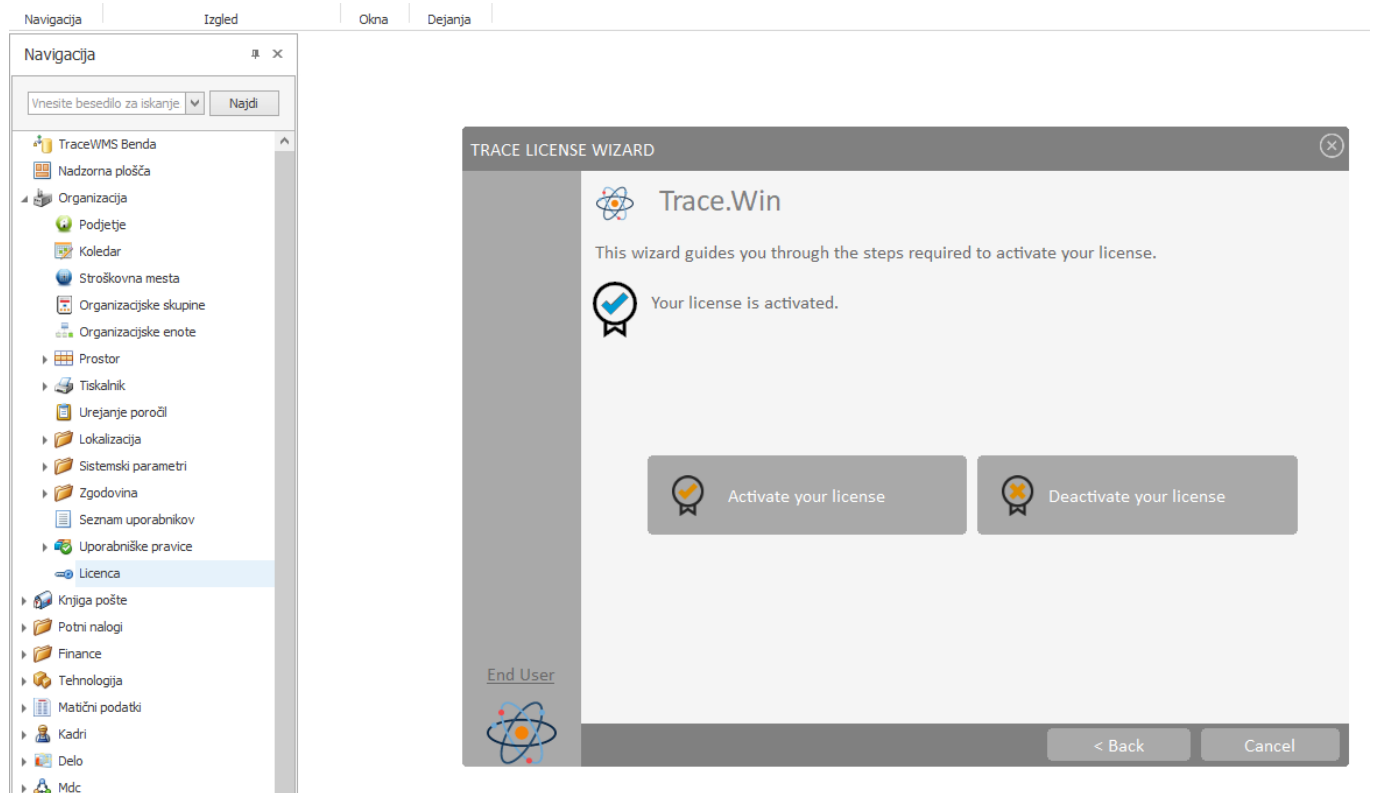 Navigacija
Izgled
Okna
Dejanja
Navigacija
Vnesite besedilo za iskanje
Najdi
TraceWMS Benda
Nadzorna plošča
Organizacija
Podjetje
Koledar
Stroškovna mesta
Organizacijske skupine
Organizacijske enote
Prostor
Tiskalnik
Urejanje poročil
Lokalizacija
Sistemski parametri
Zgodovina
Seznam uporabnikov
Uporabniške pravice
Licenca
Knjiga pošte
Potni nalogi
Finance
Tehnologija
Matični podatki
Kadri
Delo
Mdc
TRACE LICENSE WIZARD
Trace.Win
This wizard guides you through the steps required to activate your license.
Your license is activated.
Activate your license
Deactivate your license
End User
< Back
Cancel